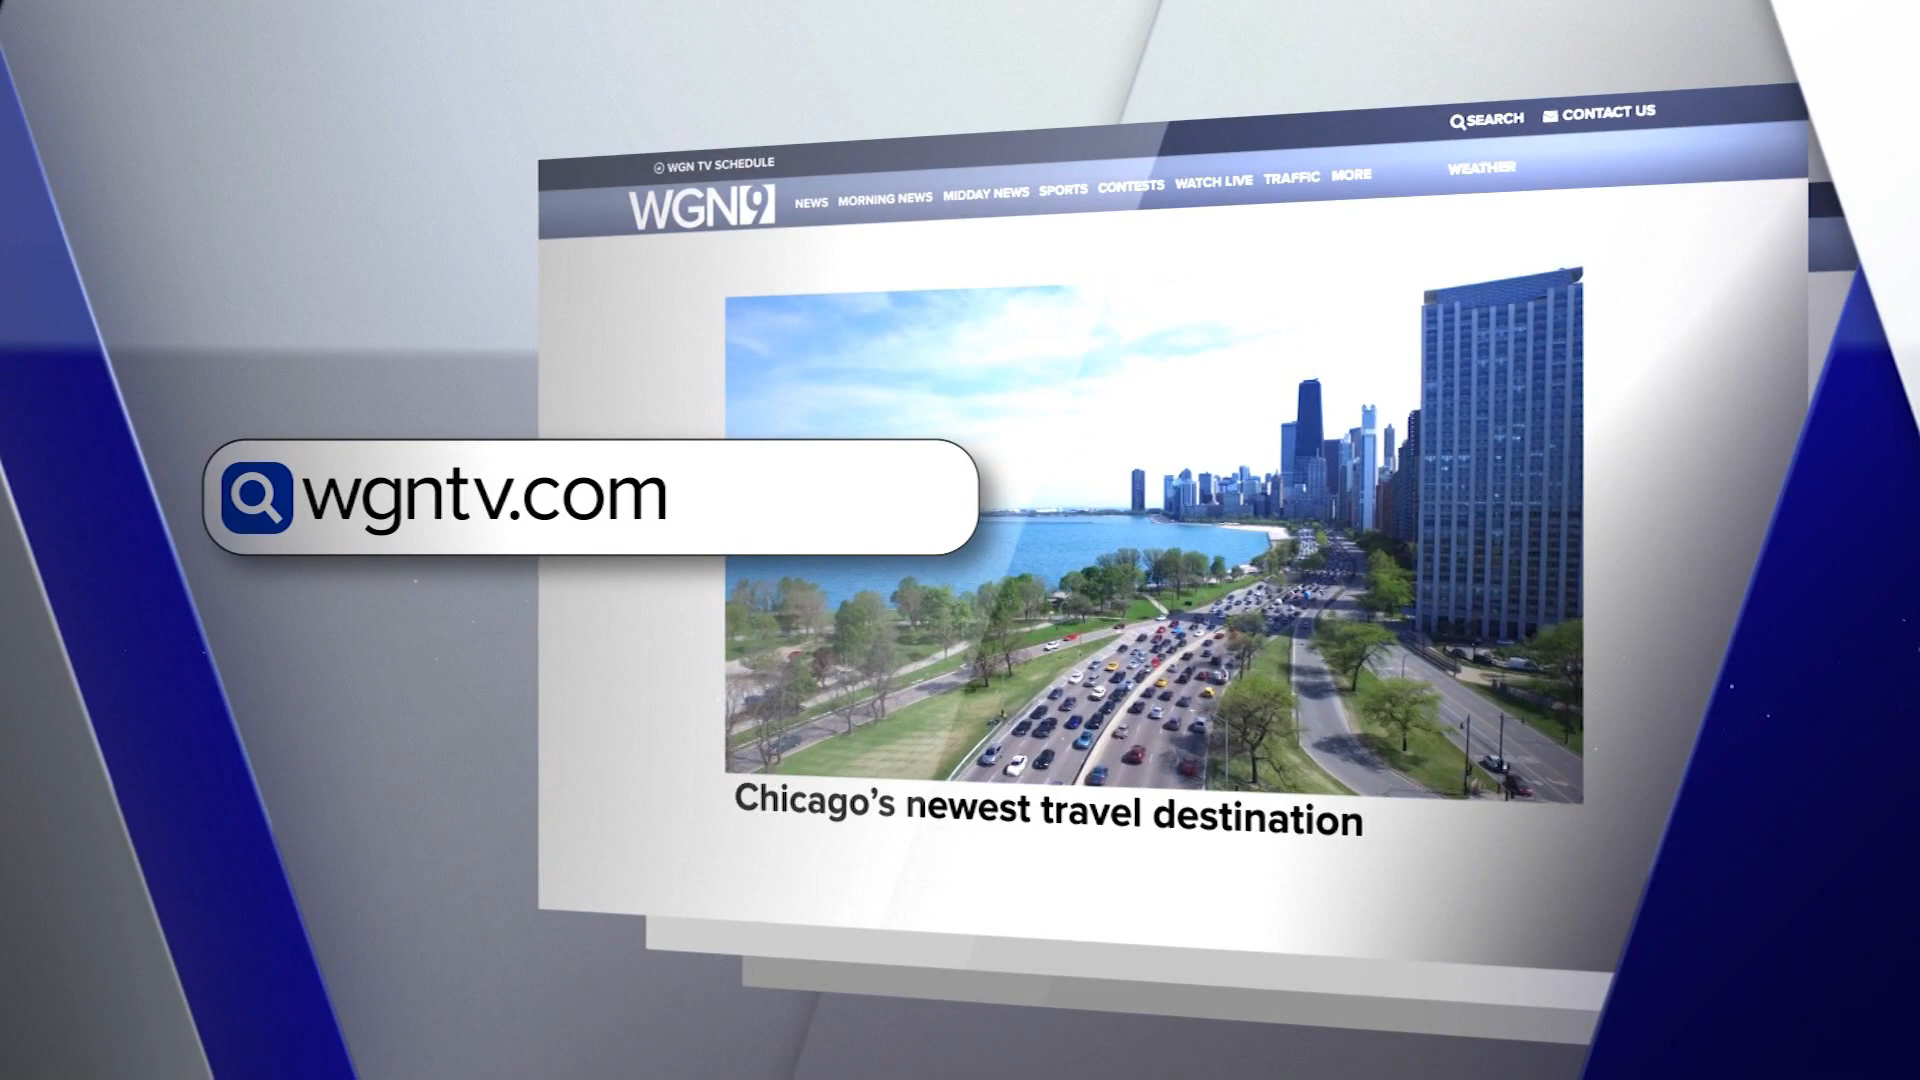 SEARCH CONTACT US
WGN TV SCHEDULE
WGN9 NEWS MORNING NEWS MIDDAY NEWS SPORTS CONTESTS WATCH LIVE TRAFFIC MORE WEATHER
wgntv.com
Chicago's newest travel destination